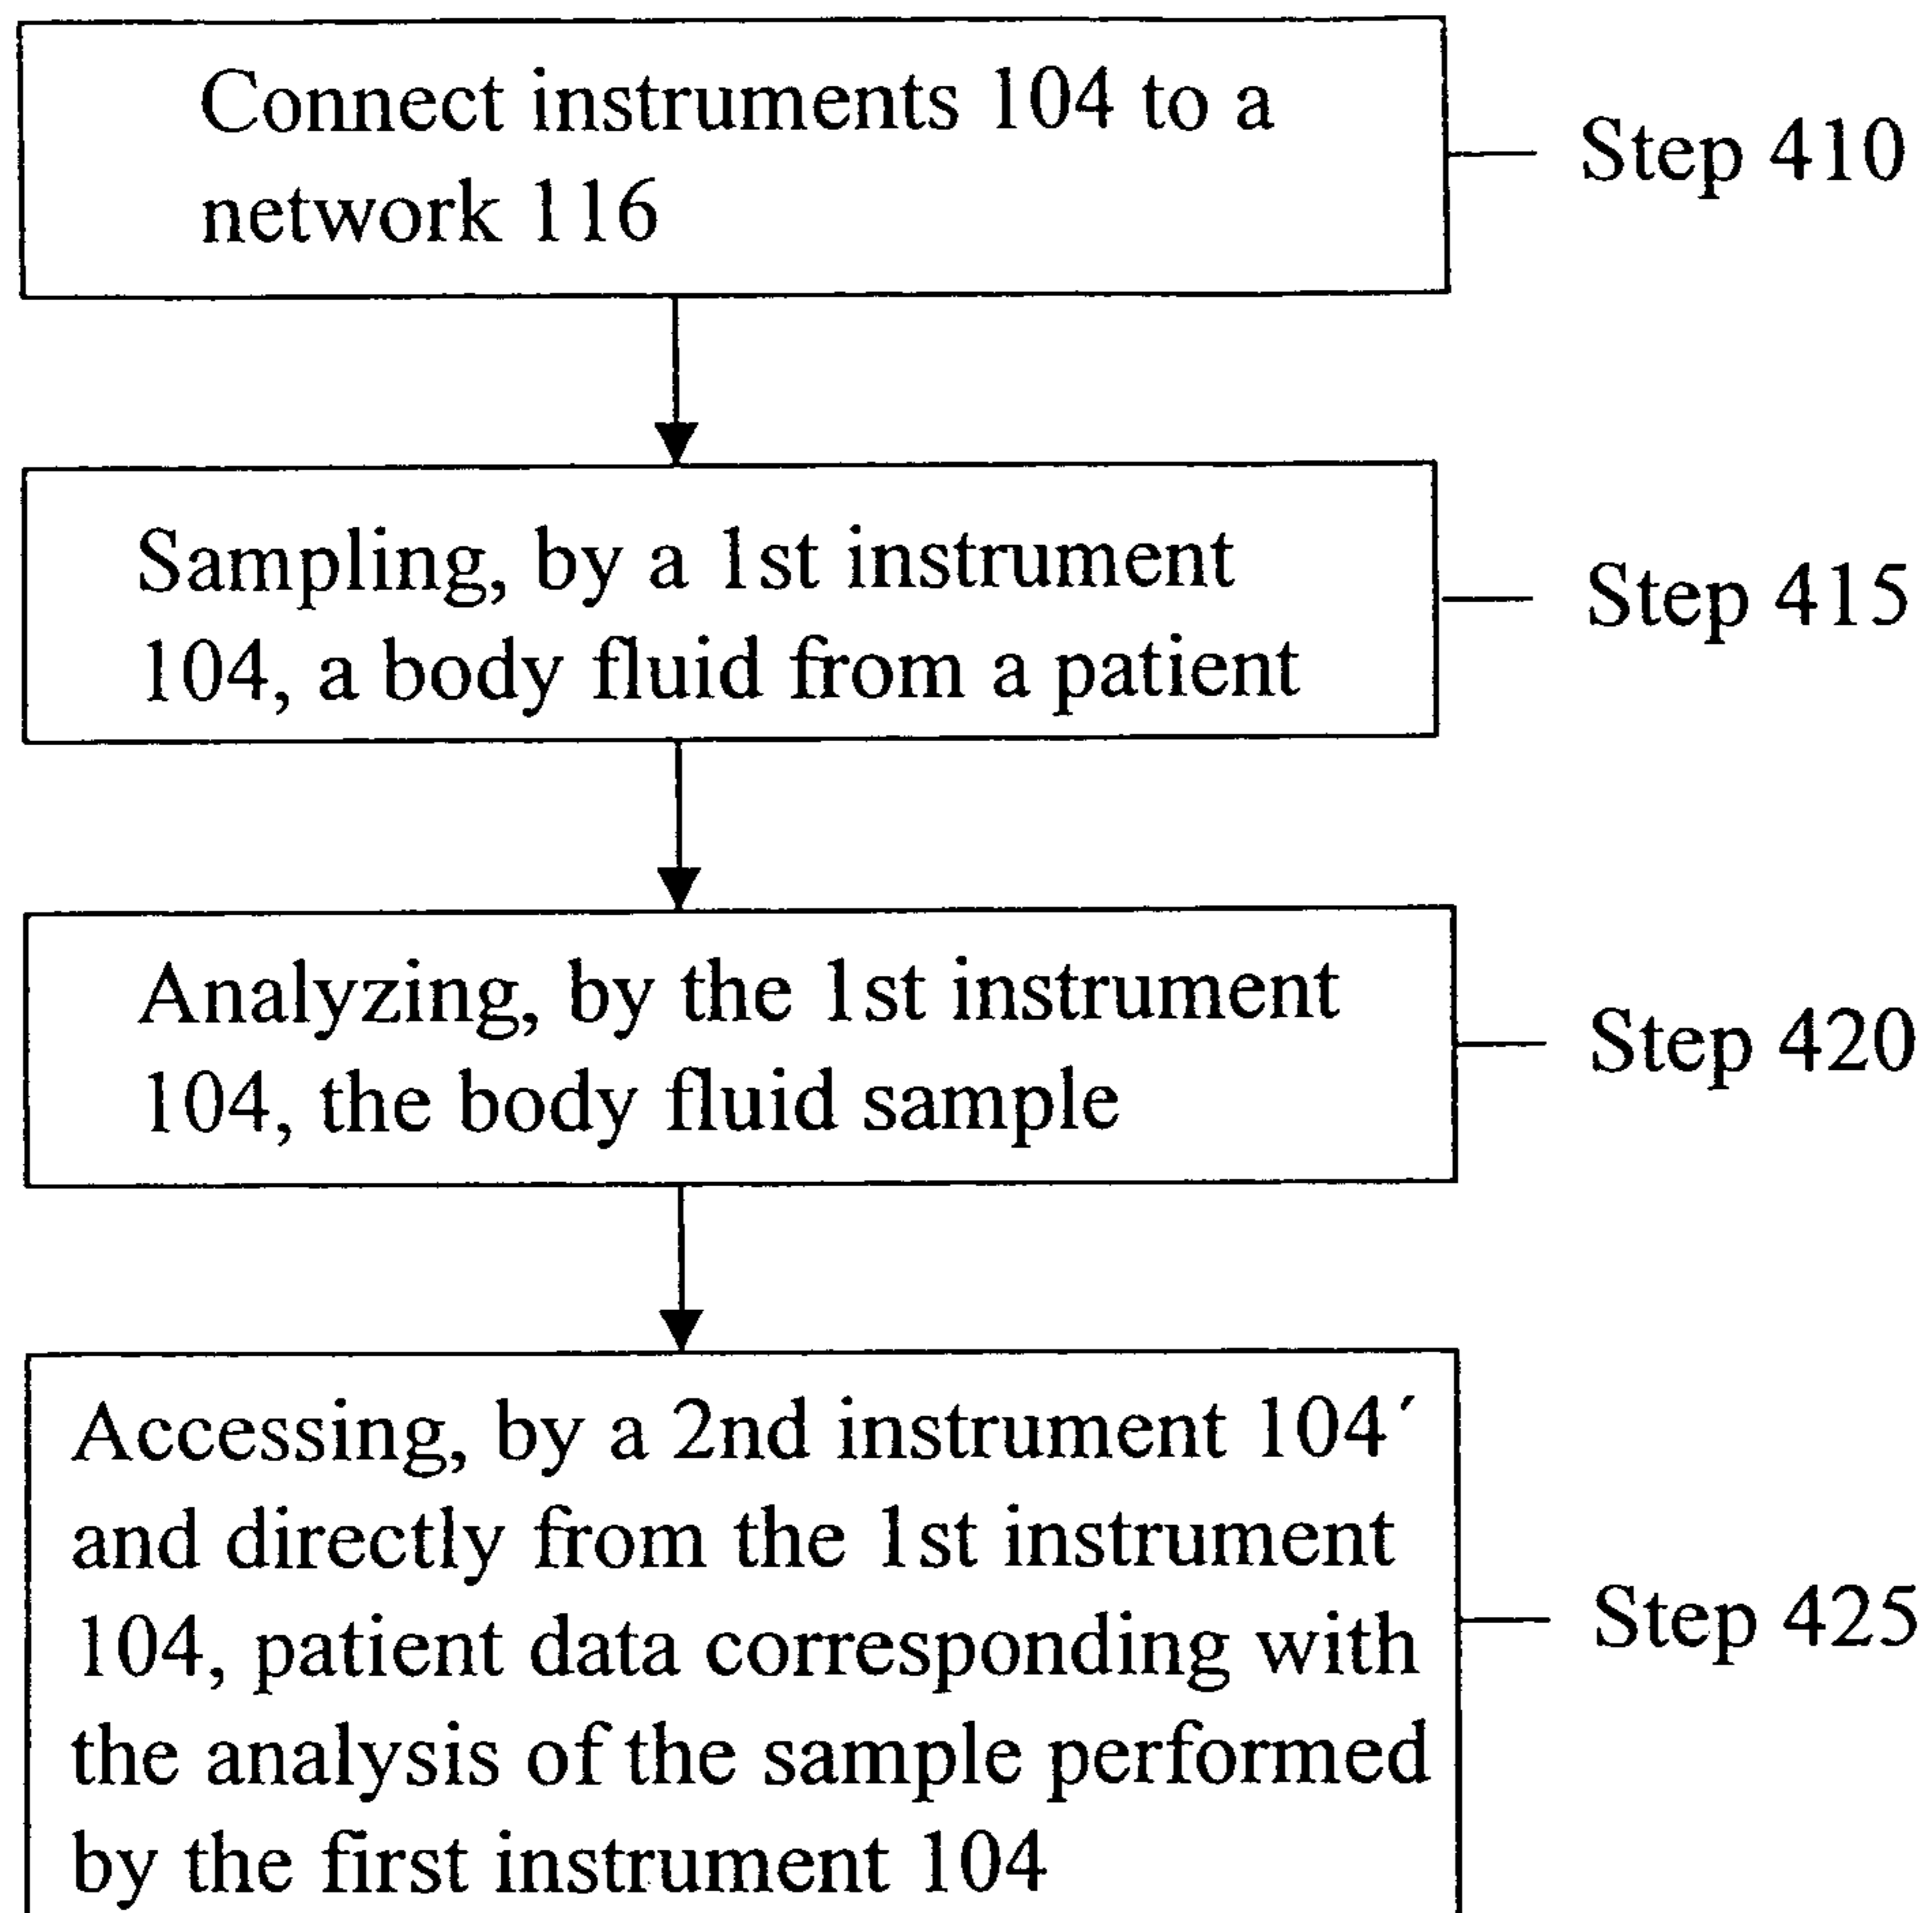 Connect instruments 104 to a
network 116
Step 410
Sampling, by a 1st instrument
104, a body fluid from a patient
Step 415
Analyzing, by the 1st instrument
104, the body fluid sample
Step 420
Accessing, by a 2nd instrument 104´
and directly from the 1st instrument
104, patient data corresponding with
the analysis of the sample performed
by the first instrument 104
Step 425